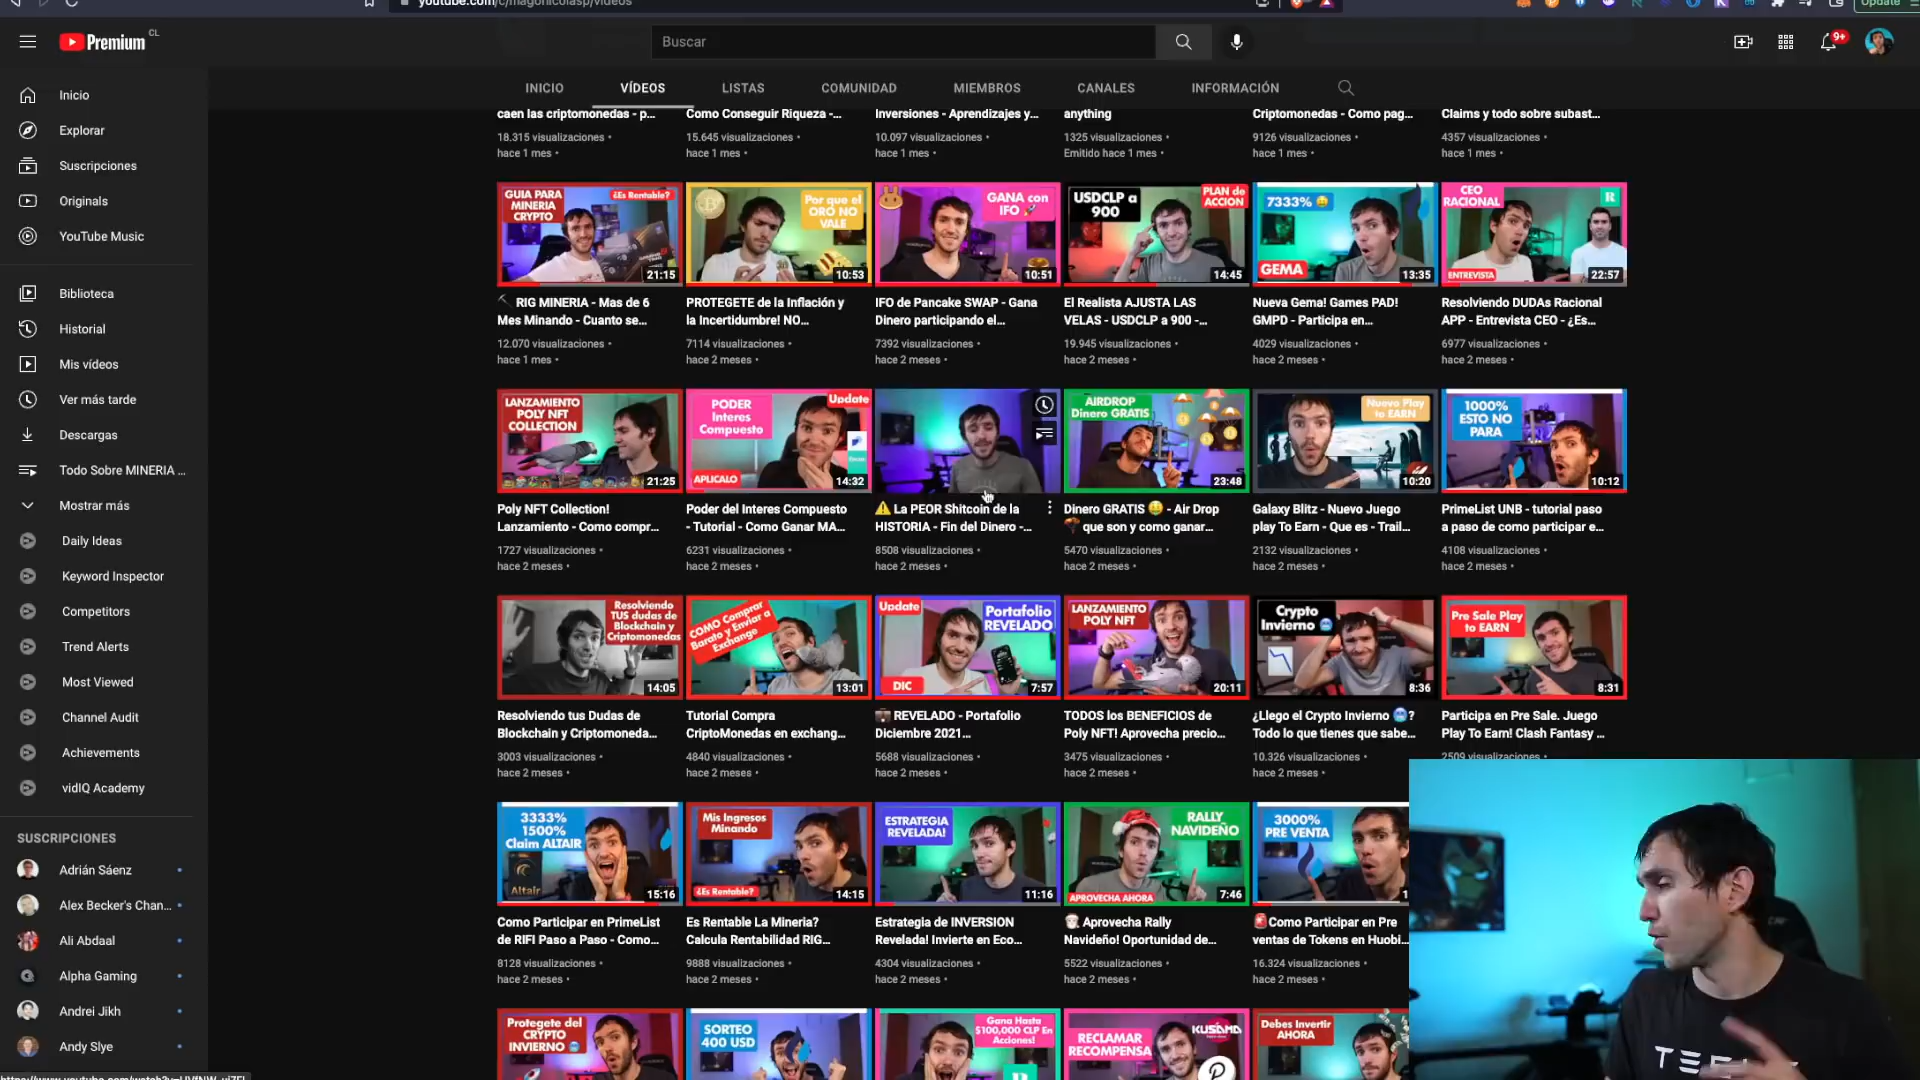 youtube.com/c/magonicolasp/videos
Update
Premium
CL
Buscar
9+
INICIO
VÍDEOS
LISTAS
COMUNIDAD
MIEMBROS
CANALES
INFORMACIÓN
Inicio
Explorar
Suscripciones
Originals
YouTube Music
Biblioteca
Historial
Mis vídeos
Ver más tarde
Descargas
Todo Sobre MINERIA ...
Mostrar más
Daily Ideas
Keyword Inspector
Competitors
Trend Alerts
Most Viewed
Channel Audit
Achievements
vidIQ Academy
SUSCRIPCIONES
Adrián Sáenz
Alex Becker's Chan...
Ali Abdaal
Alpha Gaming
Andrei Jikh
Andy Slye
caen las criptomonedas - p...
18.315 visualizaciones •
hace 1 mes •
Como Conseguir Riqueza -...
15.645 visualizaciones •
hace 1 mes •
Inversiones - Aprendizajes y...
10.097 visualizaciones •
hace 1 mes •
anything
1325 visualizaciones •
Emitido hace 1 mes •
Criptomonedas - Como pag...
9126 visualizaciones •
hace 1 mes •
Claims y todo sobre subast...
4357 visualizaciones •
hace 1 mes •
GUIA PARA
MINERIA
CRYPTO
¿Es Rentable?
21:15
RIG MINERIA - Mas de 6
Mes Minando - Cuanto se...
12.070 visualizaciones •
hace 1 mes •
Por que el
ORO NO
VALE
10:53
PROTEGETE de la Inflación y
la Incertidumbre! NO...
7114 visualizaciones •
hace 2 meses •
GANA con
IFO
10:51
IFO de Pancake SWAP - Gana
Dinero participando el...
7392 visualizaciones •
hace 2 meses •
USDCLP a
900
PLAN de
ACCION
14:45
El Realista AJUSTA LAS
VELAS - USDCLP a 900 -...
19.945 visualizaciones •
hace 2 meses •
7333%
GEMA
13:35
Nueva Gema! Games PAD!
GMPD - Participa en...
4029 visualizaciones •
hace 2 meses •
CEO
RACIONAL
R
ENTREVISTA
22:57
Resolviendo DUDAs Racional
APP - Entrevista CEO - ¿Es...
6977 visualizaciones •
hace 2 meses •
LANZAMIENTO
POLY NFT
COLLECTION
21:25
Poly NFT Collection!
Lanzamiento - Como compr...
1727 visualizaciones •
hace 2 meses •
PODER
Interes
Compuesto
Update
APLICALO
14:32
Poder del Interes Compuesto
- Tutorial - Como Ganar MA...
6231 visualizaciones •
hace 2 meses •
La PEOR Shitcoin de la
HISTORIA - Fin del Dinero -...
8508 visualizaciones •
hace 2 meses •
AIRDROP
Dinero GRATIS
23:48
Dinero GRATIS - Air Drop
que son y como ganar...
5470 visualizaciones •
hace 2 meses •
Nuevo Play
to EARN
10:20
Galaxy Blitz - Nuevo Juego
play To Earn - Que es - Trail...
2132 visualizaciones •
hace 2 meses •
1000%
ESTO NO
PARA
10:12
PrimeList UNB - tutorial paso
a paso de como participar e...
4108 visualizaciones •
hace 2 meses •
Resolviendo
TUS dudas de
Blockchain y
Criptomonedas
14:05
Resolviendo tus Dudas de
Blockchain y Criptomoneda...
3003 visualizaciones •
hace 2 meses •
COMO Comprar
Barato y Enviar a
Exchange
13:01
Tutorial Compra
CriptoMonedas en exchang...
4840 visualizaciones •
hace 2 meses •
Update
Portafolio
REVELADO
DIC
7:57
REVELADO - Portafolio
Diciembre 2021...
5688 visualizaciones •
hace 2 meses •
LANZAMIENTO
POLY NFT
20:11
TODOS los BENEFICIOS de
Poly NFT! Aprovecha precio...
3475 visualizaciones •
hace 2 meses •
Crypto
Invierno
8:36
¿Llego el Crypto Invierno ?
Todo lo que tienes que sabe...
10.326 visualizaciones •
hace 2 meses •
Pre Sale Play
to EARN
8:31
Participa en Pre Sale. Juego
Play To Earn! Clash Fantasy ...
2509 visualizaciones •
3333%
1500%
Claim ALTAIR
Altair
15:16
Como Participar en PrimeList
de RIFI Paso a Paso - Como...
8128 visualizaciones •
hace 2 meses •
Mis Ingresos
Minando
¿Es Rentable?
14:15
Es Rentable La Mineria?
Calcula Rentabilidad RIG...
9888 visualizaciones •
hace 2 meses •
ESTRATEGIA
REVELADA!
11:16
Estrategia de INVERSION
Revelada! Invierte en Eco...
4304 visualizaciones •
hace 2 meses •
RALLY
NAVIDEÑO
APROVECHA AHORA
7:46
Aprovecha Rally
Navideño! Oportunidad de...
5522 visualizaciones •
hace 2 meses •
3000%
PRE VENTA
Como Participar en Pre
ventas de Tokens en Huobi...
16.324 visualizaciones •
hace 2 meses •
Protegete del
CRYPTO
INVIERNO
SORTEO
400 USD
Gana Hasta
$100,000 CLP En
Acciones!
RECLAMAR
RECOMPENSA
KUSAMA
Debes Invertir
AHORA